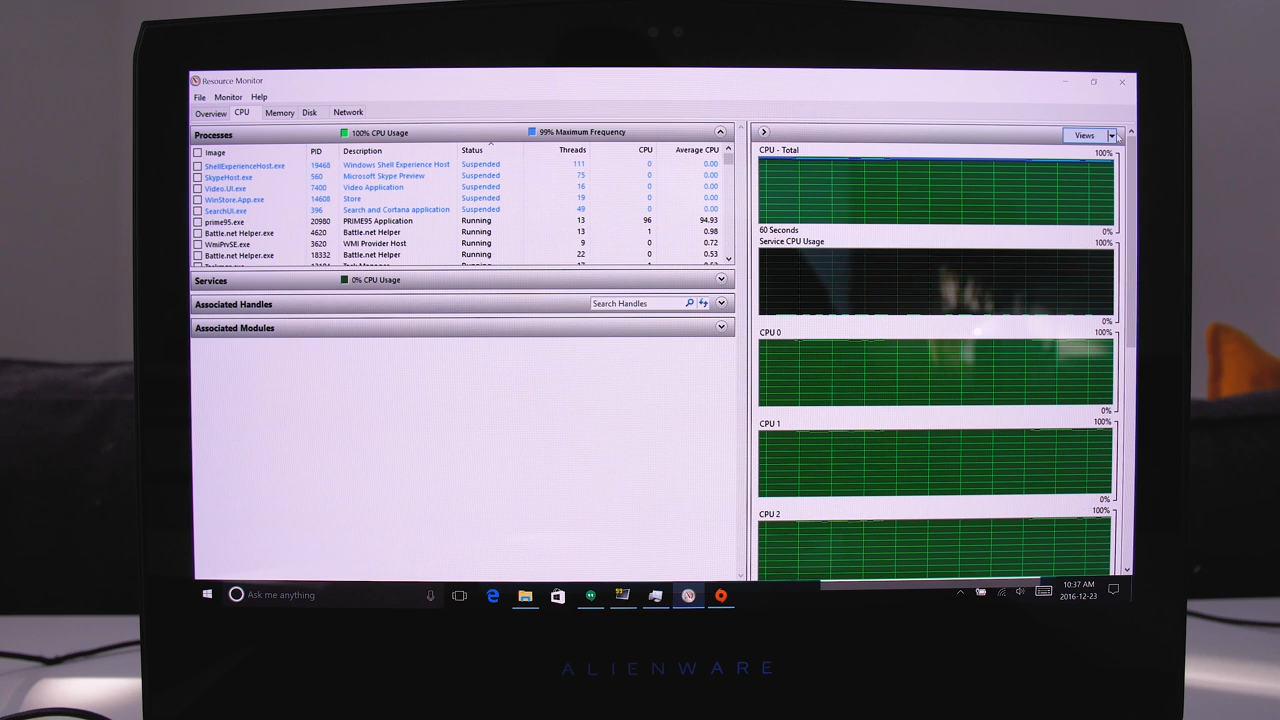 Resource Monitor
File Monitor Help
Overview CPU Memory Disk Network
Processes 100% CPU Usage 99% Maximum Frequency
Image PID Description Status Threads CPU Average CPU
ShellExperienceHost.exe 19468 Windows Shell Experience Host Suspended 111 0 0.00
SkypeHost.exe 560 Microsoft Skype Preview Suspended 75 0 0.00
Video.UI.exe 7400 Video Application Suspended 16 0 0.00
WinStore.App.exe 14608 Store Suspended 19 0 0.00
SearchUI.exe 396 Search and Cortana application Suspended 49 0 0.00
prime95.exe 20980 PRIME95 Application Running 13 96 94.93
Battle.net Helper.exe 4620 Battle.net Helper Running 13 1 0.98
WmiPrvSE.exe 3620 WMI Provider Host Running 9 0 0.72
Battle.net Helper.exe 18332 Battle.net Helper Running 22 0 0.53
Services 0% CPU Usage
Associated Handles Search Handles
Associated Modules
Views
CPU - Total 100%
60 Seconds 0%
Service CPU Usage 100%
0%
CPU 0 100%
0%
CPU 1 100%
0%
CPU 2 100%
Ask me anything
10:37 AM
2016-12-23
ALIENWARE